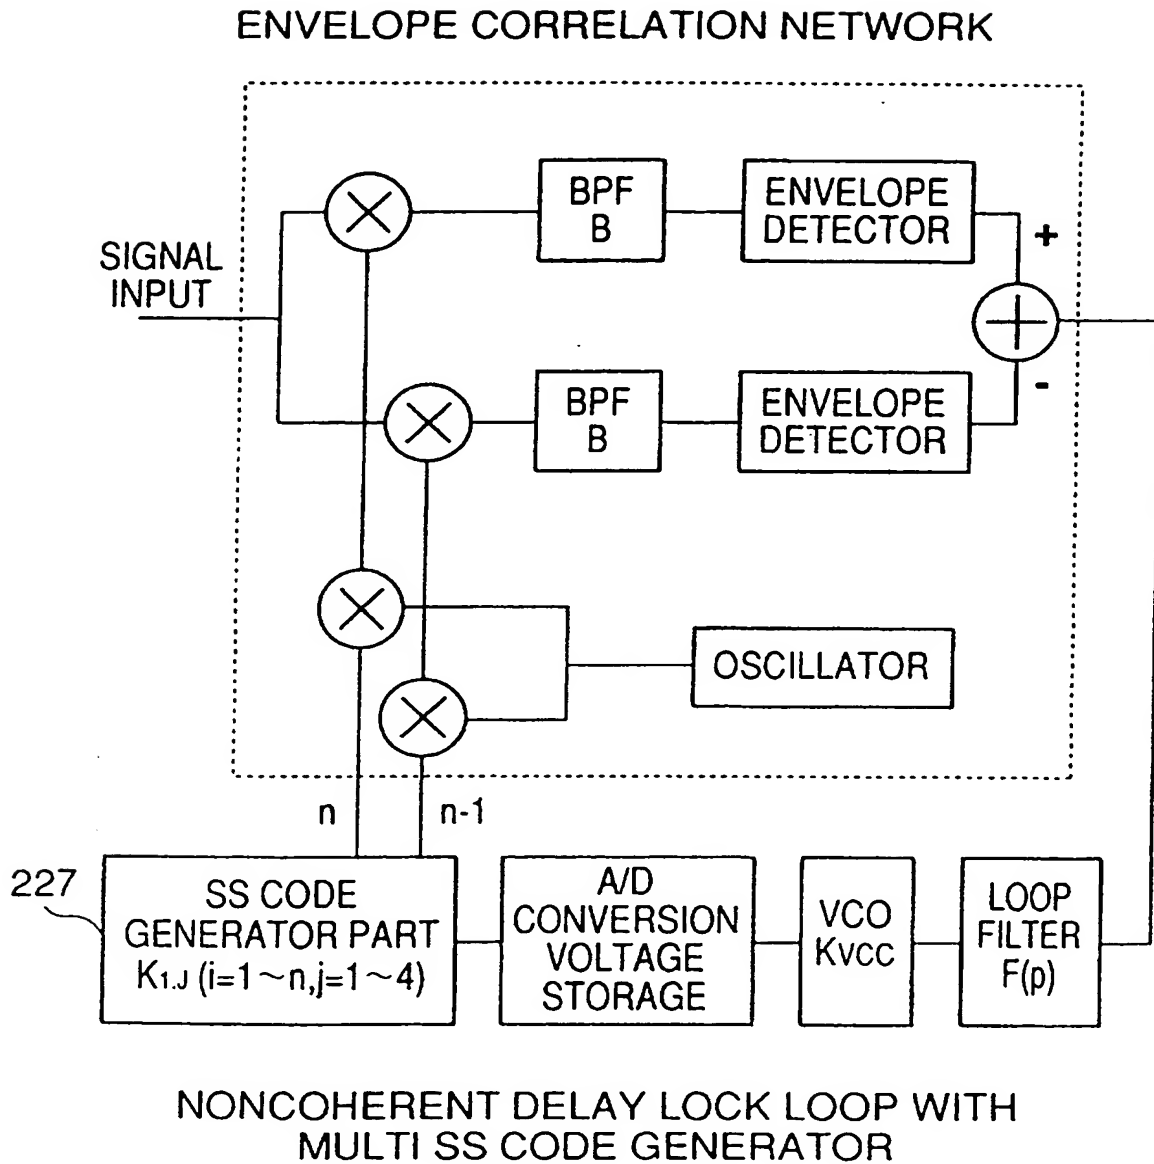 ENVELOPE CORRELATION NETWORK
SIGNAL
INPUT
BPF
B
ENVELOPE
DETECTOR
+
-
BPF
B
ENVELOPE
DETECTOR
OSCILLATOR
n
n-1
227
SS CODE
GENERATOR PART
K1.J (i=1~n,j=1~4)
A/D
CONVERSION
VOLTAGE
STORAGE
VCO
KVCC
LOOP
FILTER
F(p)
NONCOHERENT DELAY LOCK LOOP WITH
MULTI SS CODE GENERATOR